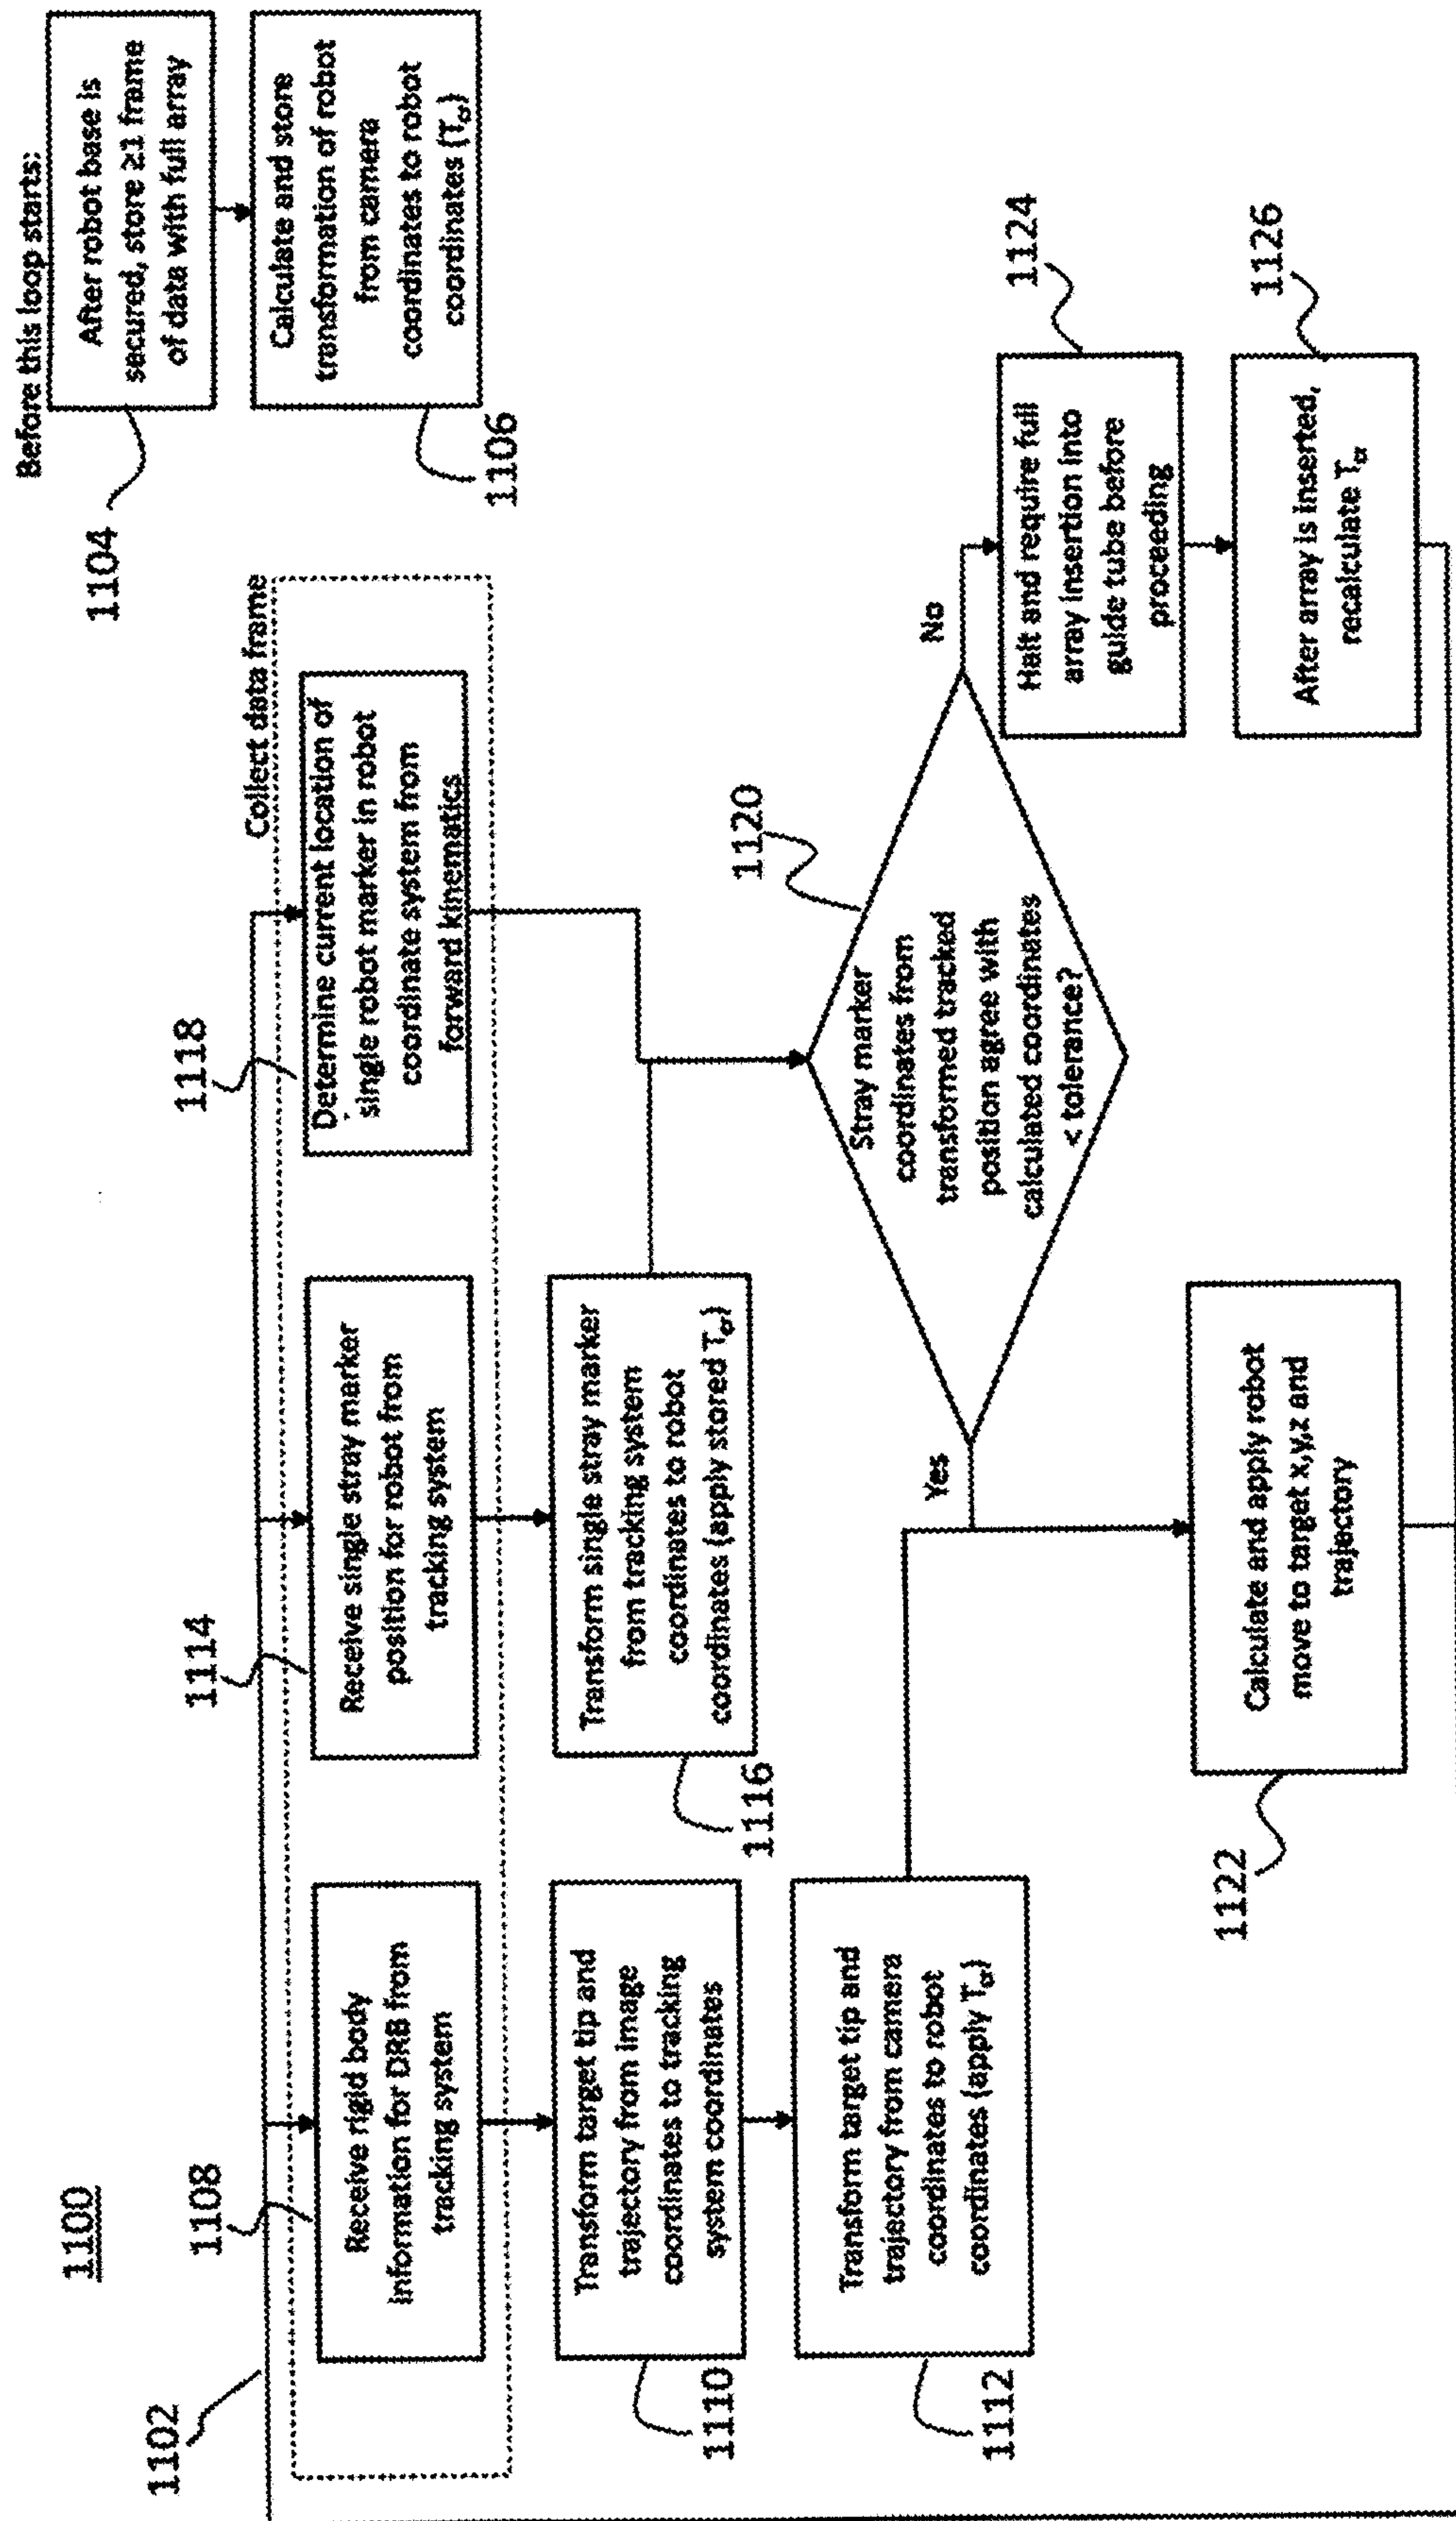 1100
Before this loop starts:
After robot base is
secured, store ≥1 frame
of data with full array
1104
Calculate and store
transformation of robot
from camera
coordinates to robot
coordinates (Tcr)
1106
1102
Collect data frame
1108
Receive rigid body
information for DRB from
tracking system
1114
Receive single stray marker
position for robot from
tracking system
1118
Determine current location of
single robot marker in robot
coordinate system from
forward kinematics
Transform target tip and
trajectory from image
coordinates to tracking
system coordinates
1110
Transform single stray marker
from tracking system
coordinates to robot
coordinates (apply stored Tcr)
1116
Transform target tip and
trajectory from camera
coordinates to robot
coordinates (apply Tcr)
1112
1120
Stray marker
coordinates from
transformed tracked
position agree with
calculated coordinates
< tolerance?
Yes
No
1124
Halt and require full
array insertion into
guide tube before
proceeding
1126
After array is inserted,
recalculate Tcr
Calculate and apply robot
move to target x,y,z and
trajectory
1122